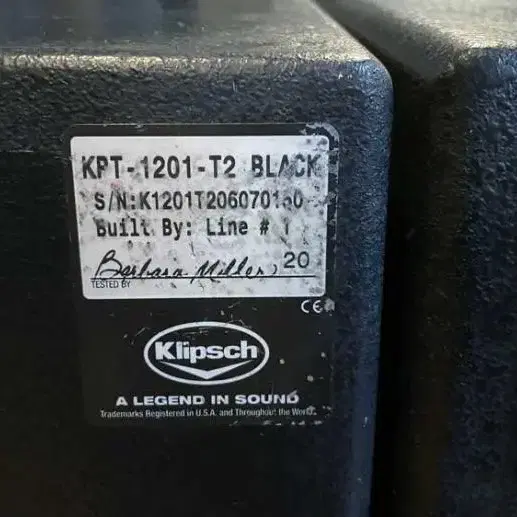 KPT-1201-T2 BLACK
Built By: Line # 1
Barbara Miller, 20
TESTED BY
CE
Klipsch
A LEGEND IN SOUND
Trademarks Registered in U.S.A. and Throughout the World.